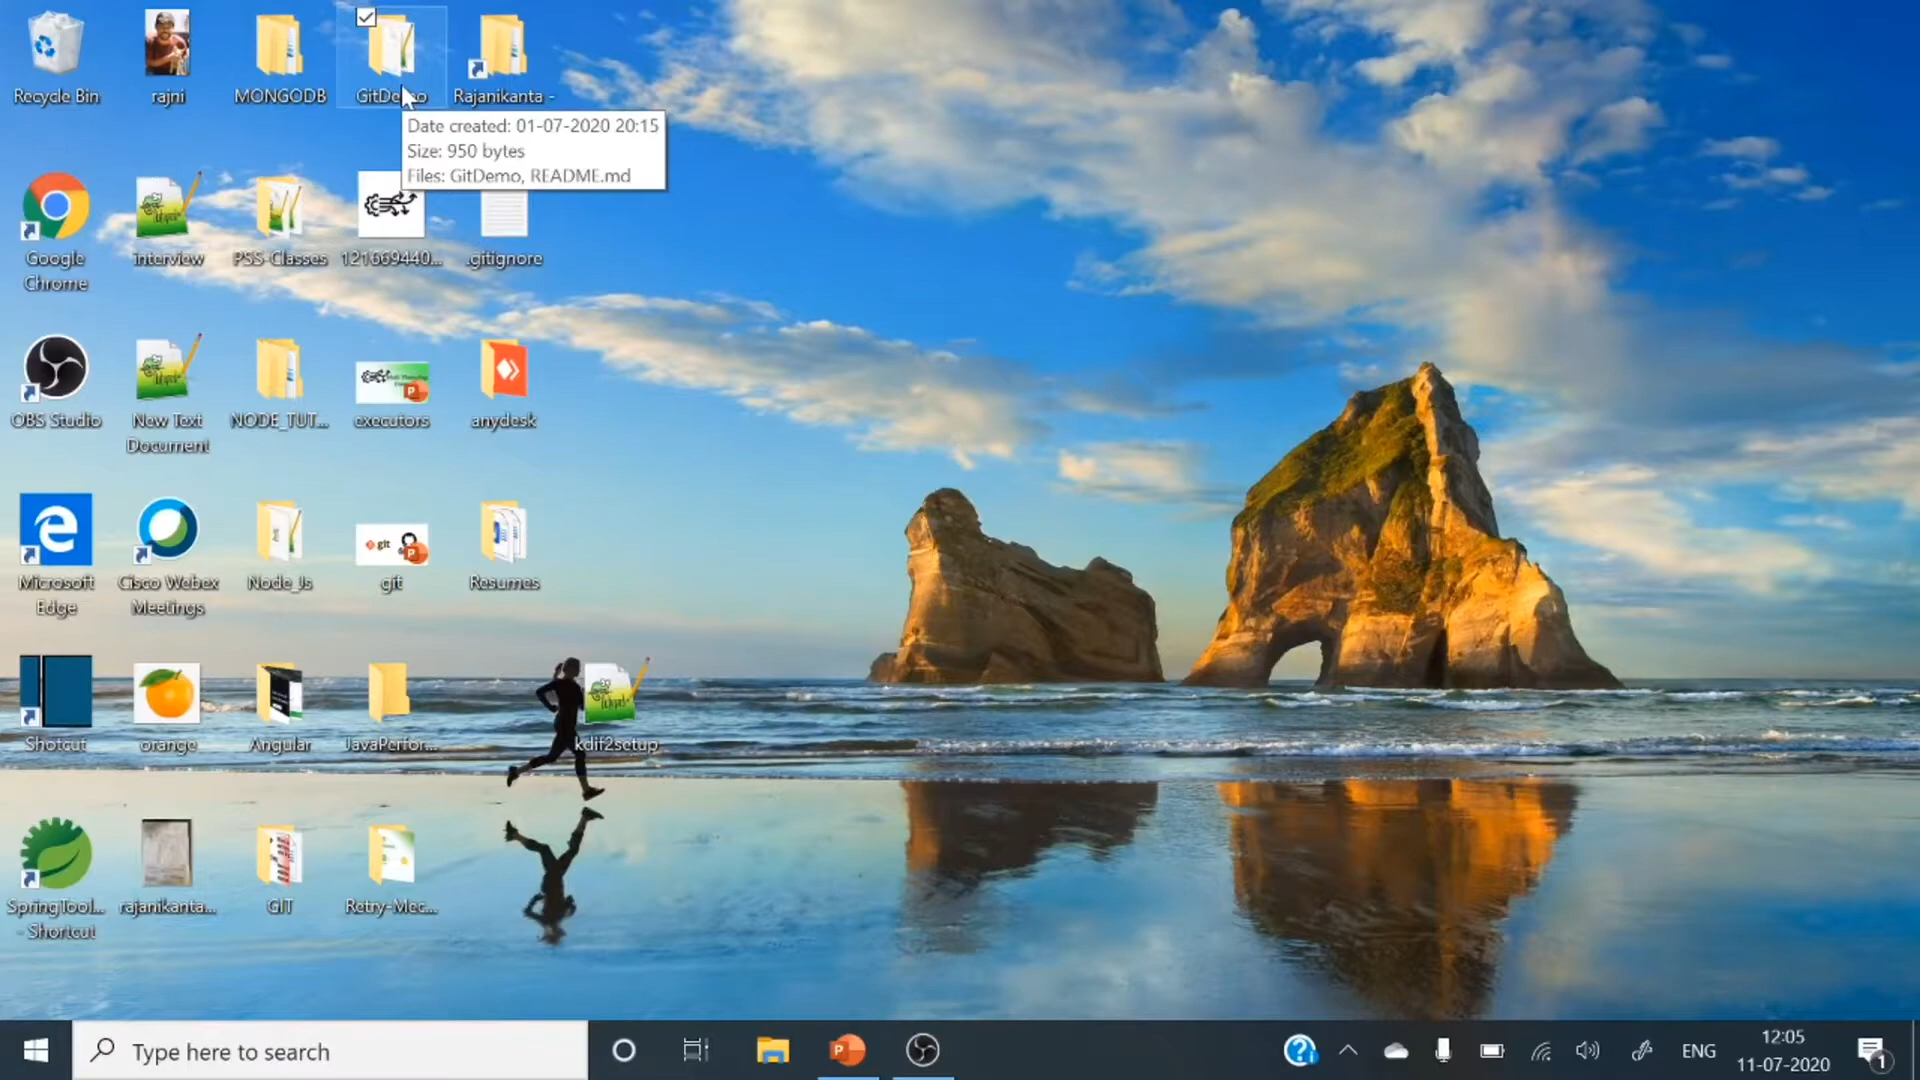 Recycle Bin
rajni
MONGODB
GitDemo
Rajanikanta -
Date created: 01-07-2020 20:15
Size: 950 bytes
Files: GitDemo, README.md
Google
Chrome
interview
PSS-Classes
121669440...
.gitignore
OBS Studio
New Text
Document
NODE_TUT...
executors
anydesk
Microsoft
Edge
Cisco Webex
Meetings
Node_Js
git
git
Resumes
Shotcut
orange
Angular
JavaPerfor...
kdif2setup
SpringTool...
- Shortcut
rajanikanta...
GIT
Retry-Mec...
Type here to search
ENG
12:05
11-07-2020
1